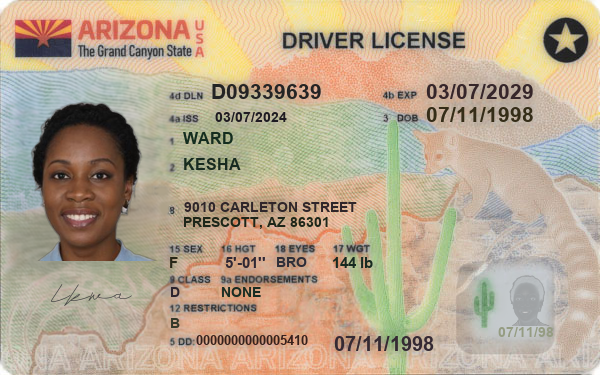 ARIZONA USA
The Grand Canyon State
DRIVER LICENSE
4d DLN D09339639 4b EXP 03/07/2029
4a ISS 03/07/2024 3 DOB 07/11/1998
1 WARD
2 KESHA
8 9010 CARLETON STREET
PRESCOTT, AZ 86301
15 SEX 16 HGT 18 EYES 17 WGT
F 5'-01" BRO 144 lb
9 CLASS 9a ENDORSEMENTS
D NONE
12 RESTRICTIONS
B
5 DD: 0000000000005410 07/11/1998
07/11/98
ARIZONA ARIZONA ARIZONA ARIZONA